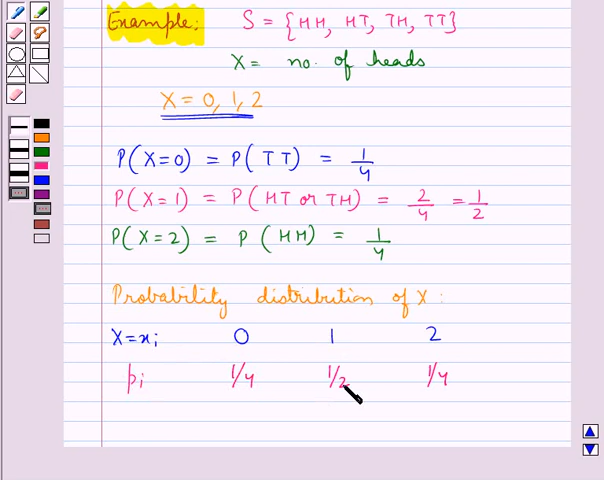 Example: S = {HH, HT, TH, TT}
X = no. of heads
X = 0, 1, 2
P(X=0) = P(TT) = 1/4
P(X=1) = P(HT or TH) = 2/4 = 1/2
P(X=2) = P(HH) = 1/4
Probability distribution of X:
X=xi 0 1 2
pi 1/4 1/2 1/4